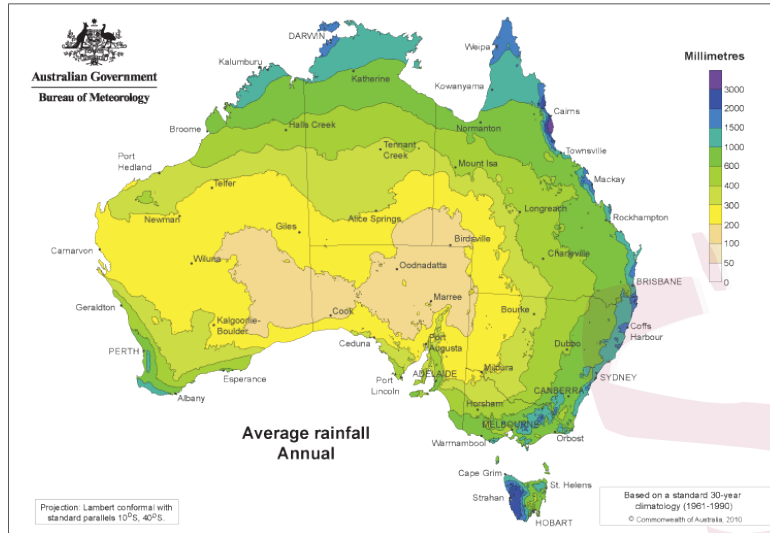 Australian Government
Bureau of Meteorology
DARWIN
Weipa
Kalumburu
Katherine
Kowanyama
Millimetres
3000
2000
1500
1000
600
400
300
200
100
50
0
Cairns
Broome
Halls Creek
Normanton
Tennant
Creek
Townsville
Port
Hedland
Mount Isa
Mackay
Telfer
Longreach
Newman
Alice Springs
Rockhampton
Giles
Birdsville
Carnarvon
Wiluna
Charleville
Oodnadatta
BRISBANE
Geraldton
Marree
Cook
Bourke
Kalgoorlie-
Boulder
Coffs
Harbour
Ceduna
Port
Augusta
Dubbo
PERTH
Esperance
Port
Lincoln
ADELAIDE
Mildura
SYDNEY
CANBERRA
Albany
Horsham
MELBOURNE
Warrnambool
Orbost
Average rainfall
Annual
Cape Grim
St. Helens
Strahan
HOBART
Projection: Lambert conformal with
standard parallels 10°S, 40°S.
Based on a standard 30-year
climatology (1961-1990)
© Commonwealth of Australia, 2010